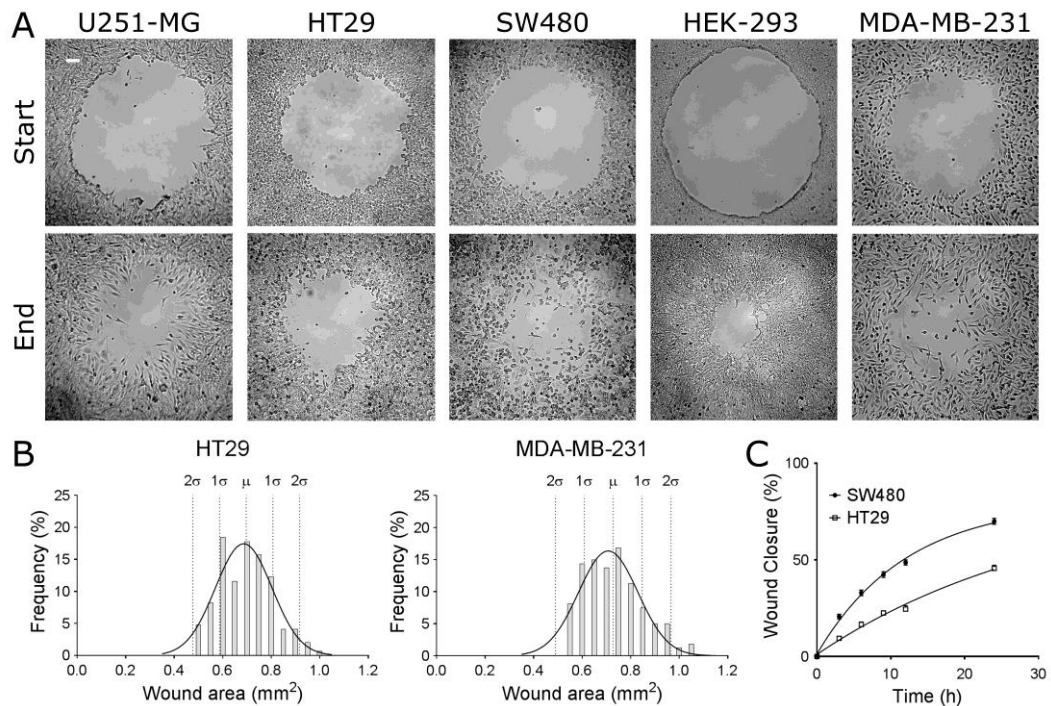 A
U251-MG HT29 SW480 HEK-293 MDA-MB-231
Start
End
B
HT29
2σ 1σ μ 1σ 2σ
Frequency (%)
25
20
15
10
5
0
0.0 0.2 0.4 0.6 0.8 1.0 1.2
Wound area (mm²)
MDA-MB-231
2σ 1σ μ 1σ 2σ
Frequency (%)
25
20
15
10
5
0
0.0 0.2 0.4 0.6 0.8 1.0 1.2
Wound area (mm²)
C
Wound Closure (%)
100
50
0
SW480
HT29
0 10 20 30
Time (h)